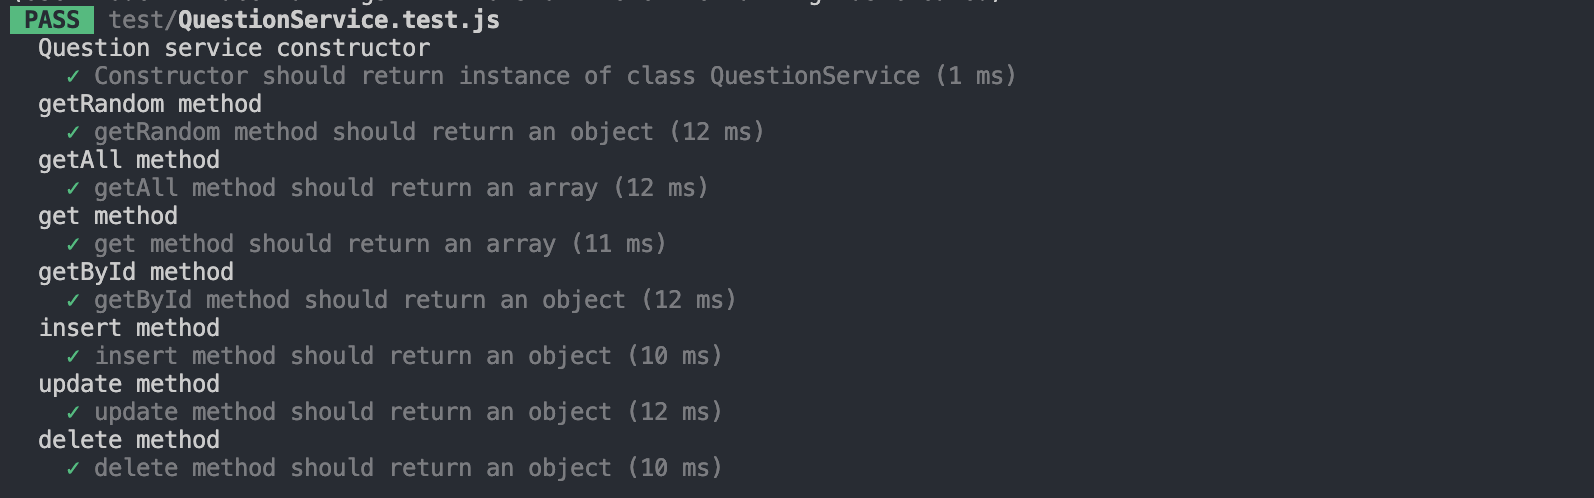 PASS test/QuestionService.test.js
Question service constructor
✓ Constructor should return instance of class QuestionService (1 ms)
getRandom method
✓ getRandom method should return an object (12 ms)
getAll method
✓ getAll method should return an array (12 ms)
get method
✓ get method should return an array (11 ms)
getById method
✓ getById method should return an object (12 ms)
insert method
✓ insert method should return an object (10 ms)
update method
✓ update method should return an object (12 ms)
delete method
✓ delete method should return an object (10 ms)